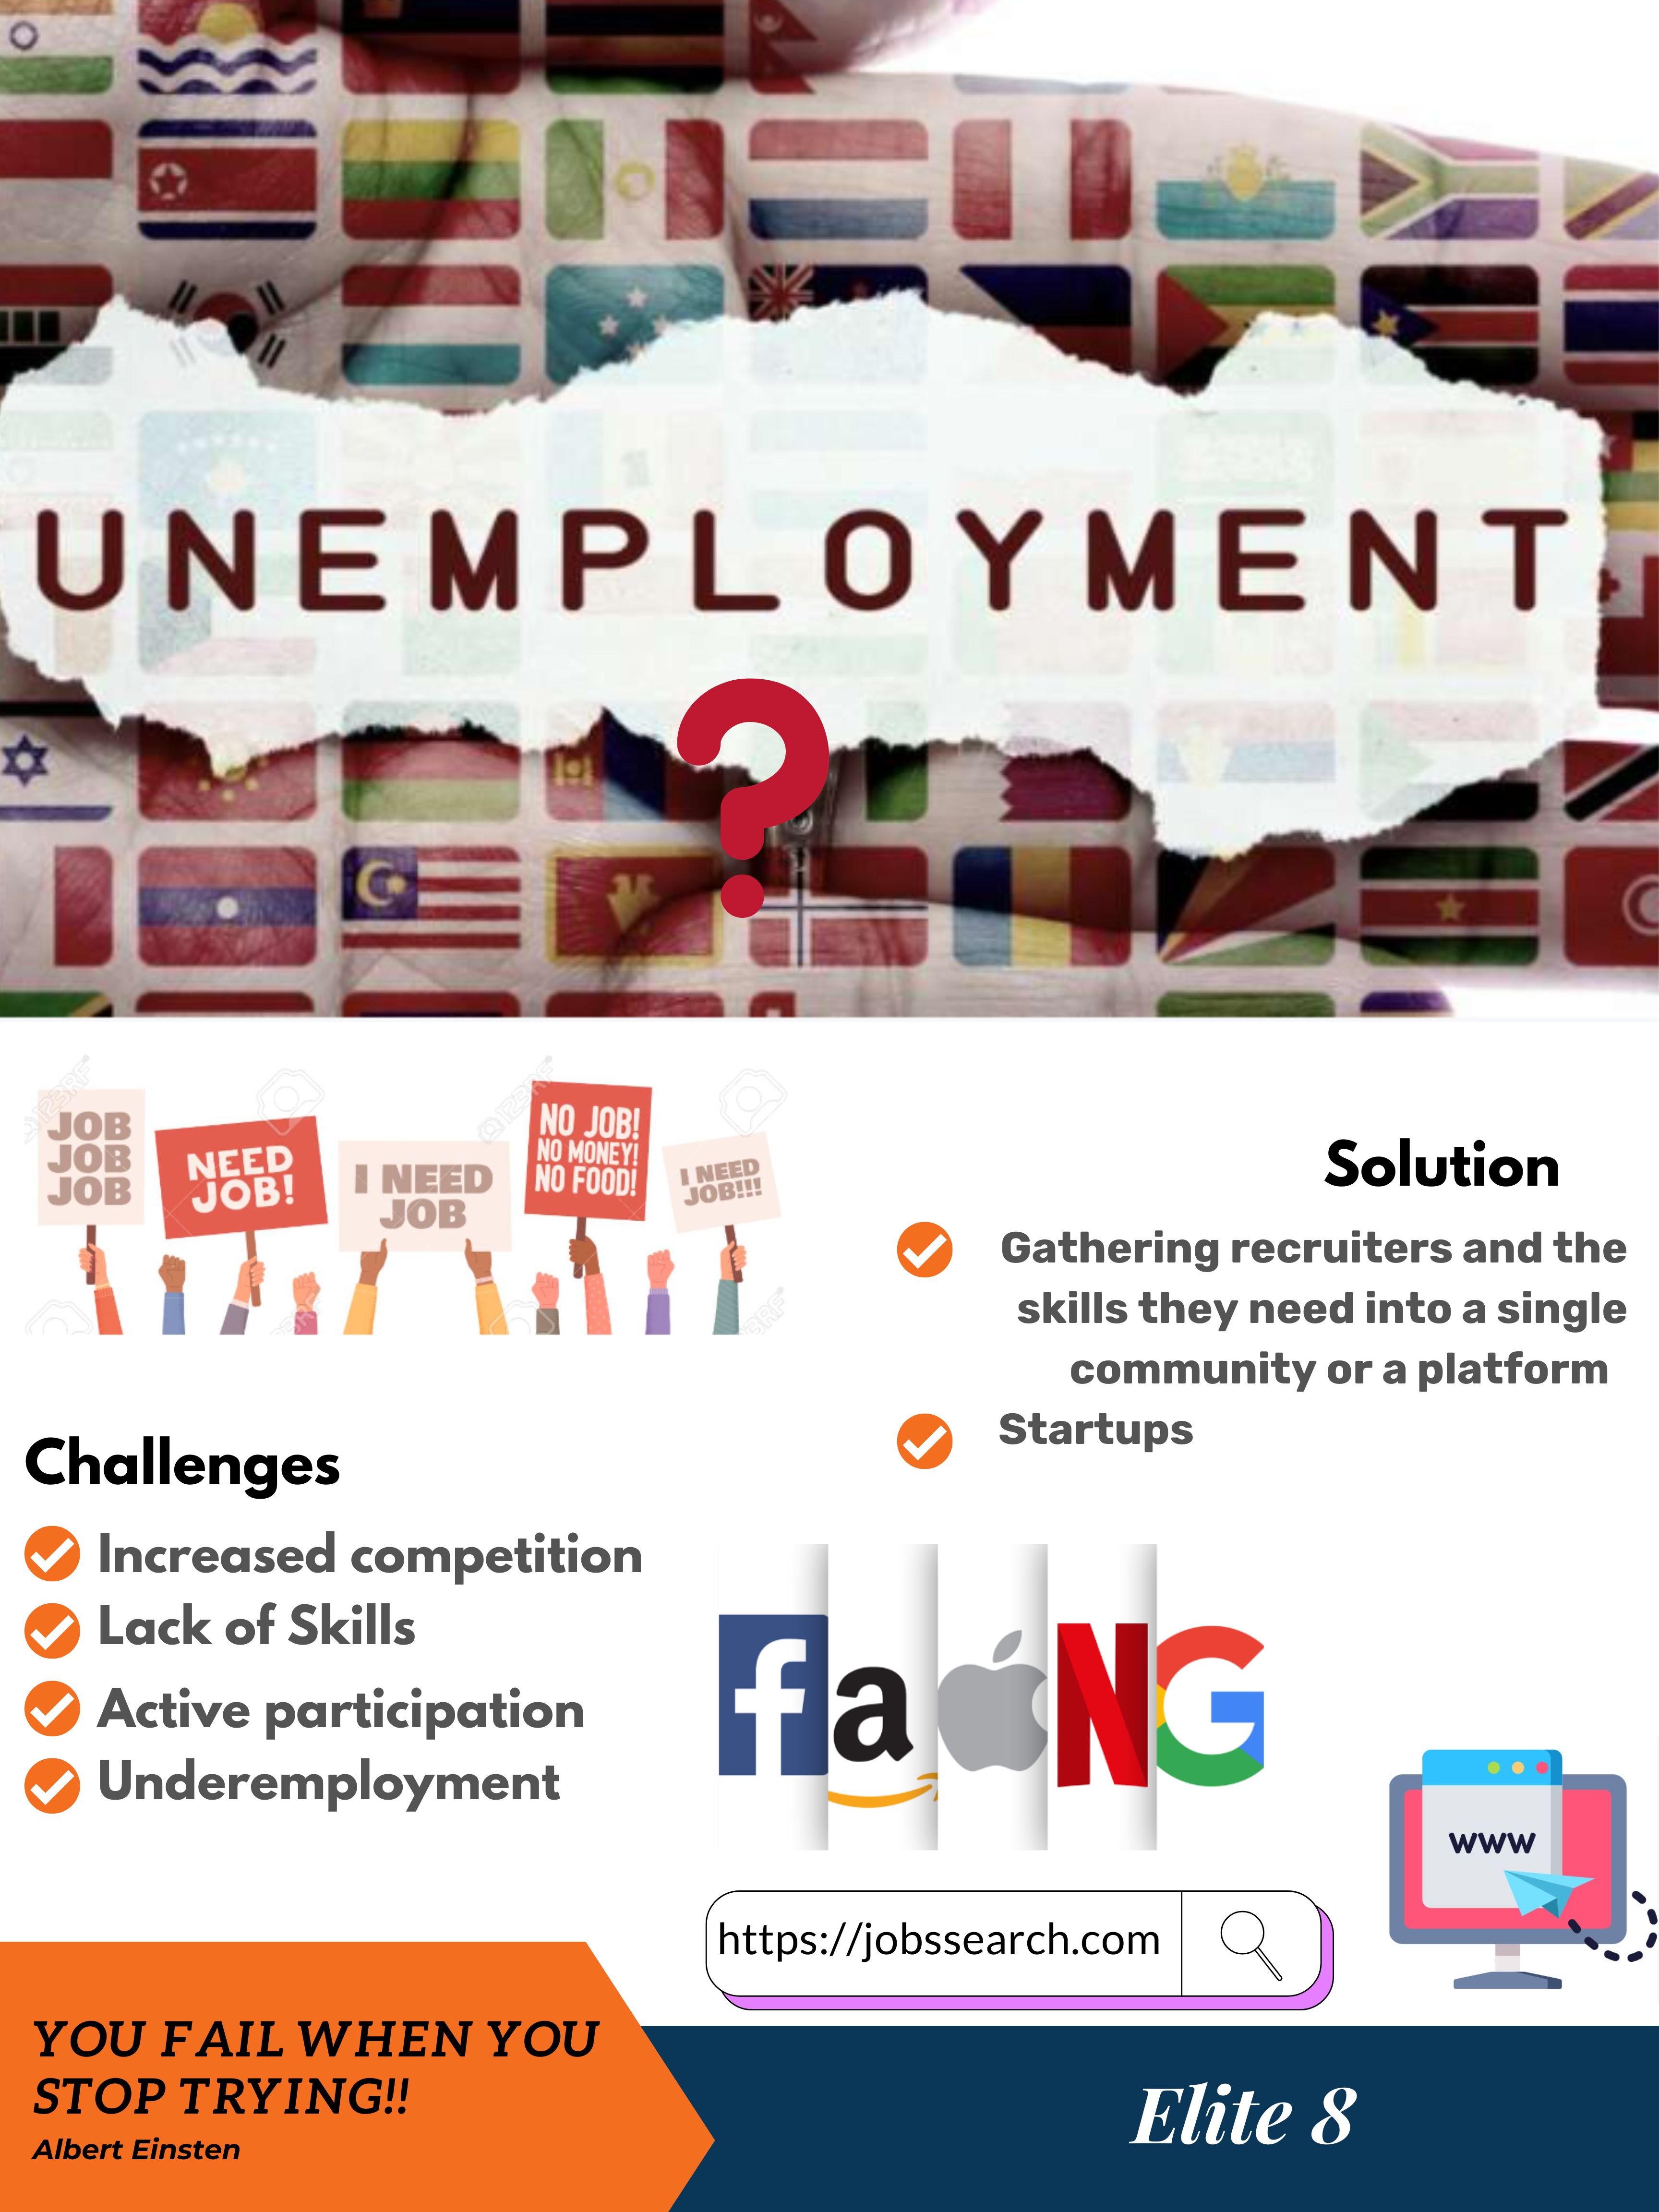 UNEMPLOYMENT
?
JOB
JOB
JOB
NEED
JOB!
I NEED
JOB
NO JOB!
NO MONEY!
NO FOOD!
I NEED
JOB!!!
123RF
Solution
Gathering recruiters and the
skills they need into a single
community or a platform
Startups
Challenges
Increased competition
Lack of Skills
Active participation
Underemployment
f a N G
www
https://jobssearch.com
YOU FAIL WHEN YOU
STOP TRYING!!
Albert Einsten
Elite 8